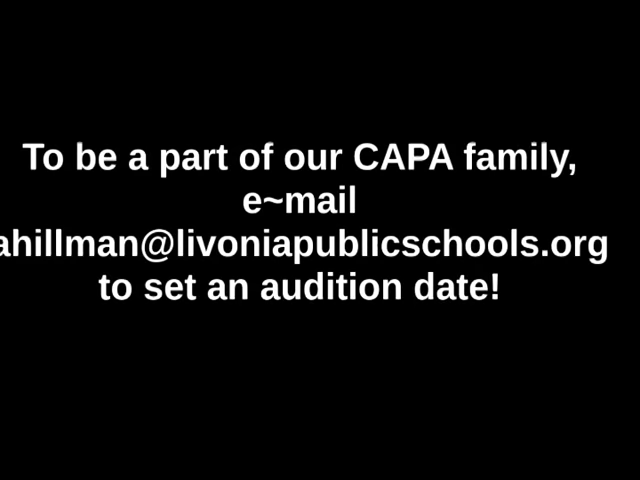 To be a part of our CAPA family,
e~mail
ahillman@livoniapublicschools.org
to set an audition date!